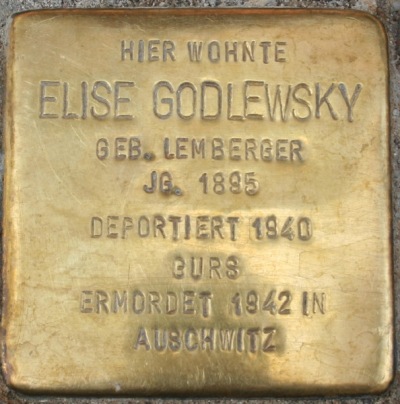 HIER WOHNTE
ELISE GODLEWSKY
GEB. LEMBERGER
JG. 1895
DEPORTIERT 1940
GURS
ERMORDET 1942 IN
AUSCHWITZ